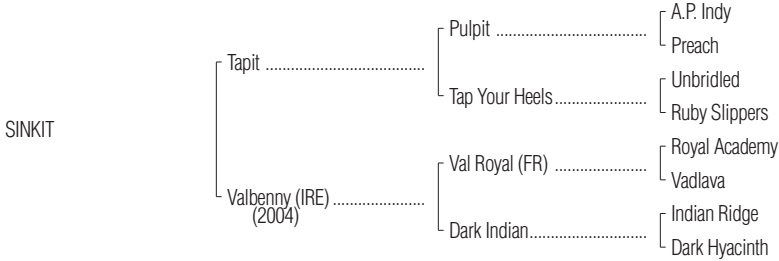 A.P. Indy
Pulpit ....................................
Preach
Tapit ......................................
Unbridled
Tap Your Heels......................
Ruby Slippers
SINKIT
Royal Academy
Val Royal (FR) ......................
Vadlava
Valbenny (IRE) ......................
(2004)
Indian Ridge
Dark Indian............................
Dark Hyacinth